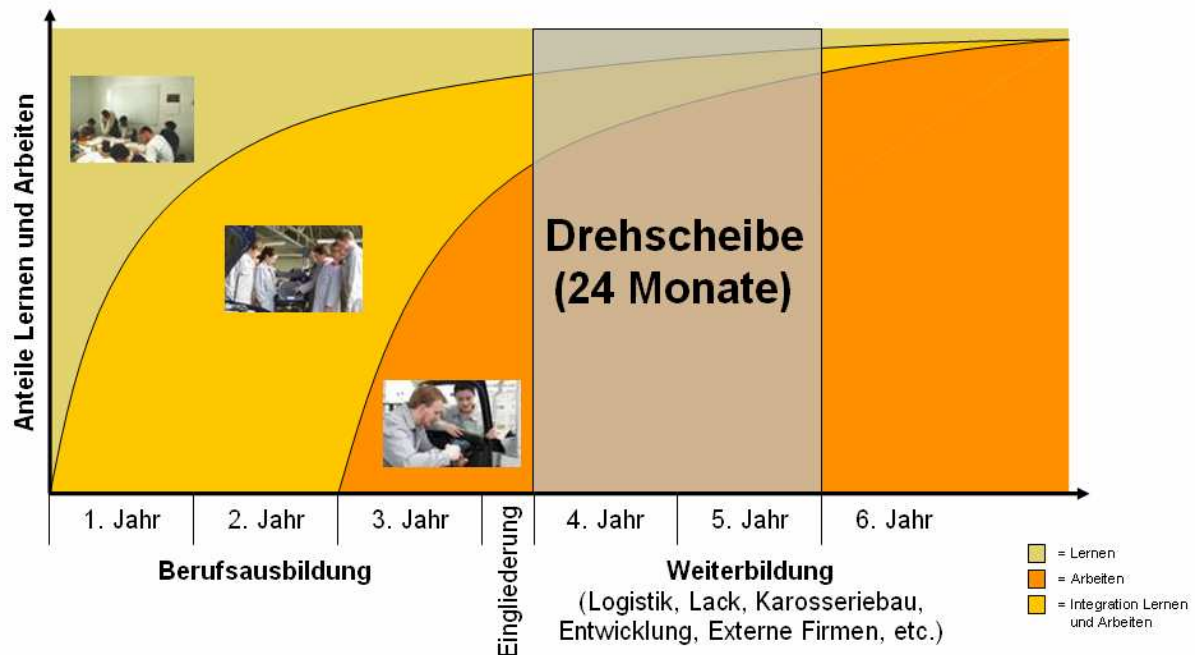 Anteile Lernen und Arbeiten
Drehscheibe
(24 Monate)
1. Jahr
2. Jahr
3. Jahr
Eingliederung
4. Jahr
5. Jahr
6. Jahr
Berufsausbildung
Weiterbildung
(Logistik, Lack, Karosseriebau,
Entwicklung, Externe Firmen, etc.)
= Lernen
= Arbeiten
= Integration Lernen
und Arbeiten